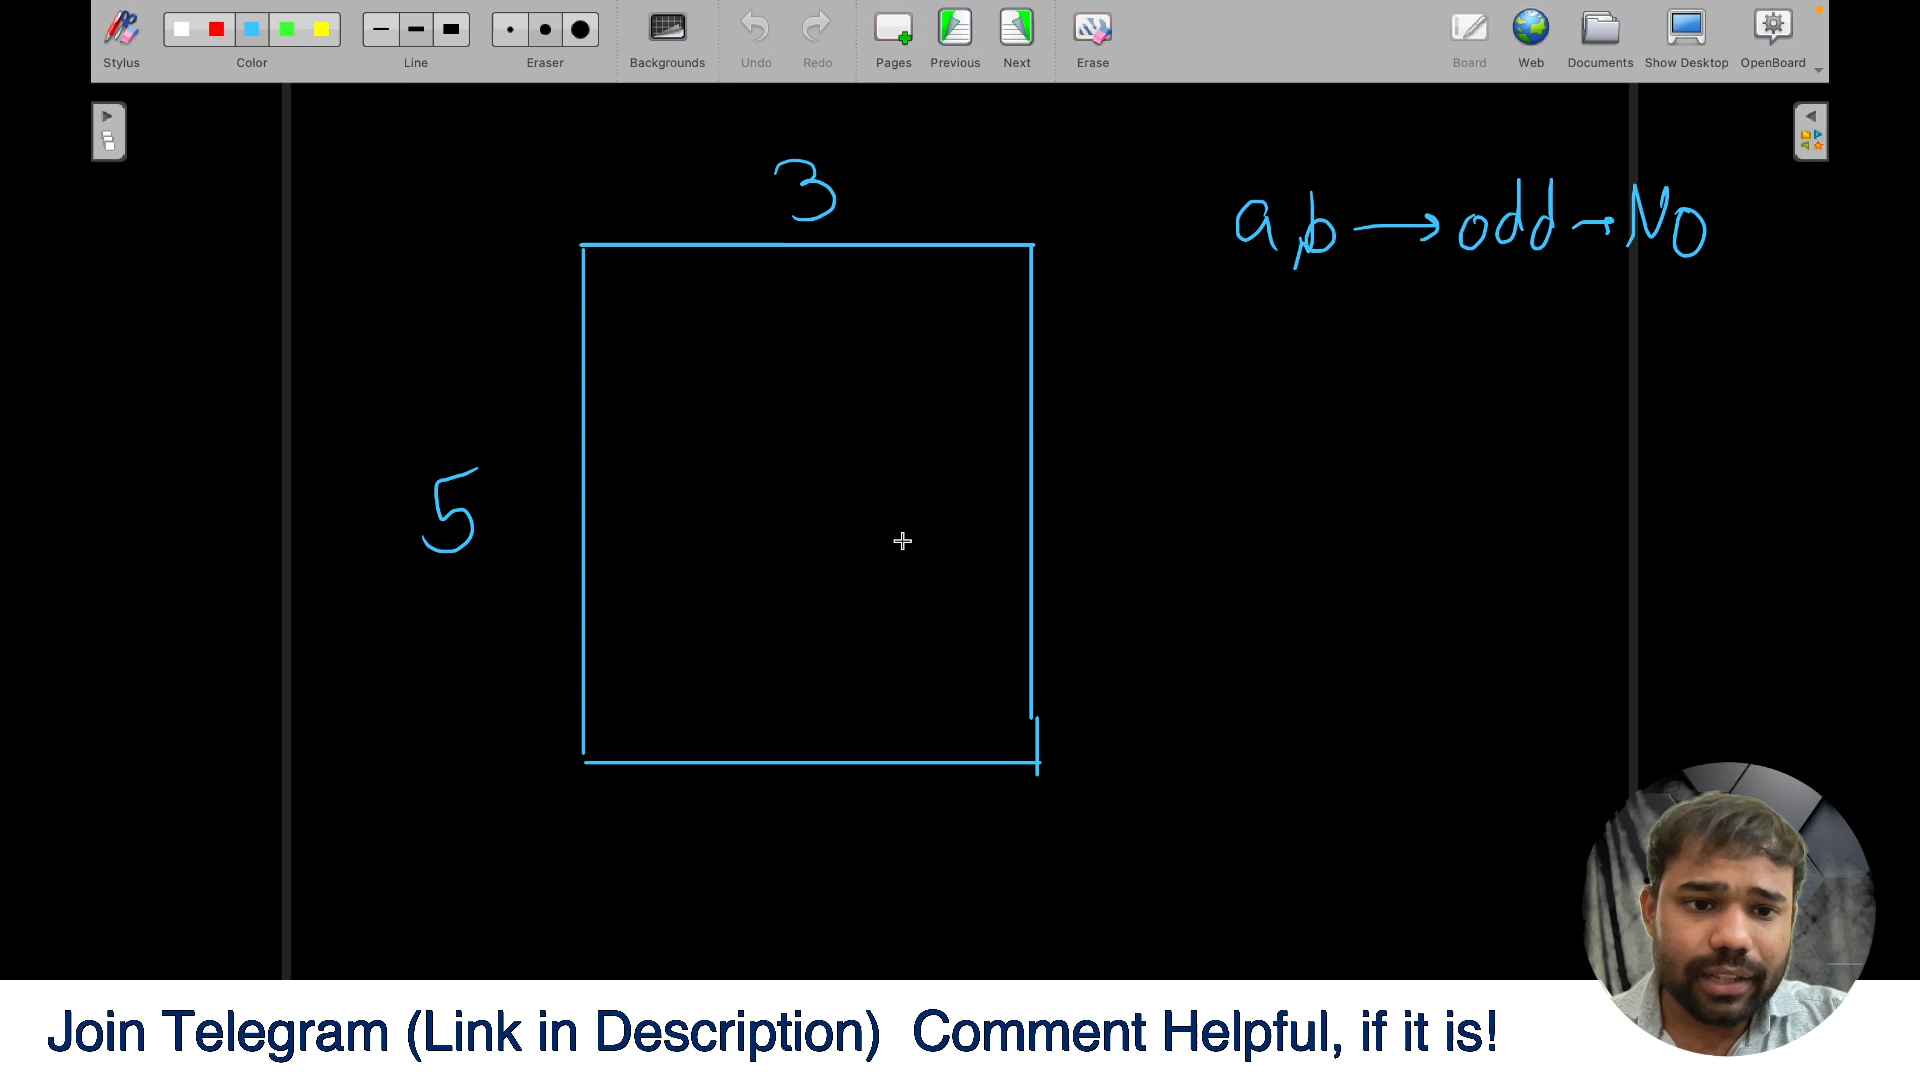 Stylus
Color
Line
Eraser
Backgrounds
Undo
Redo
Pages
Previous
Next
Erase
Board
Web
Documents
Show Desktop
OpenBoard
3
a,b → odd → No
5
Join Telegram (Link in Description)  Comment Helpful, if it is!